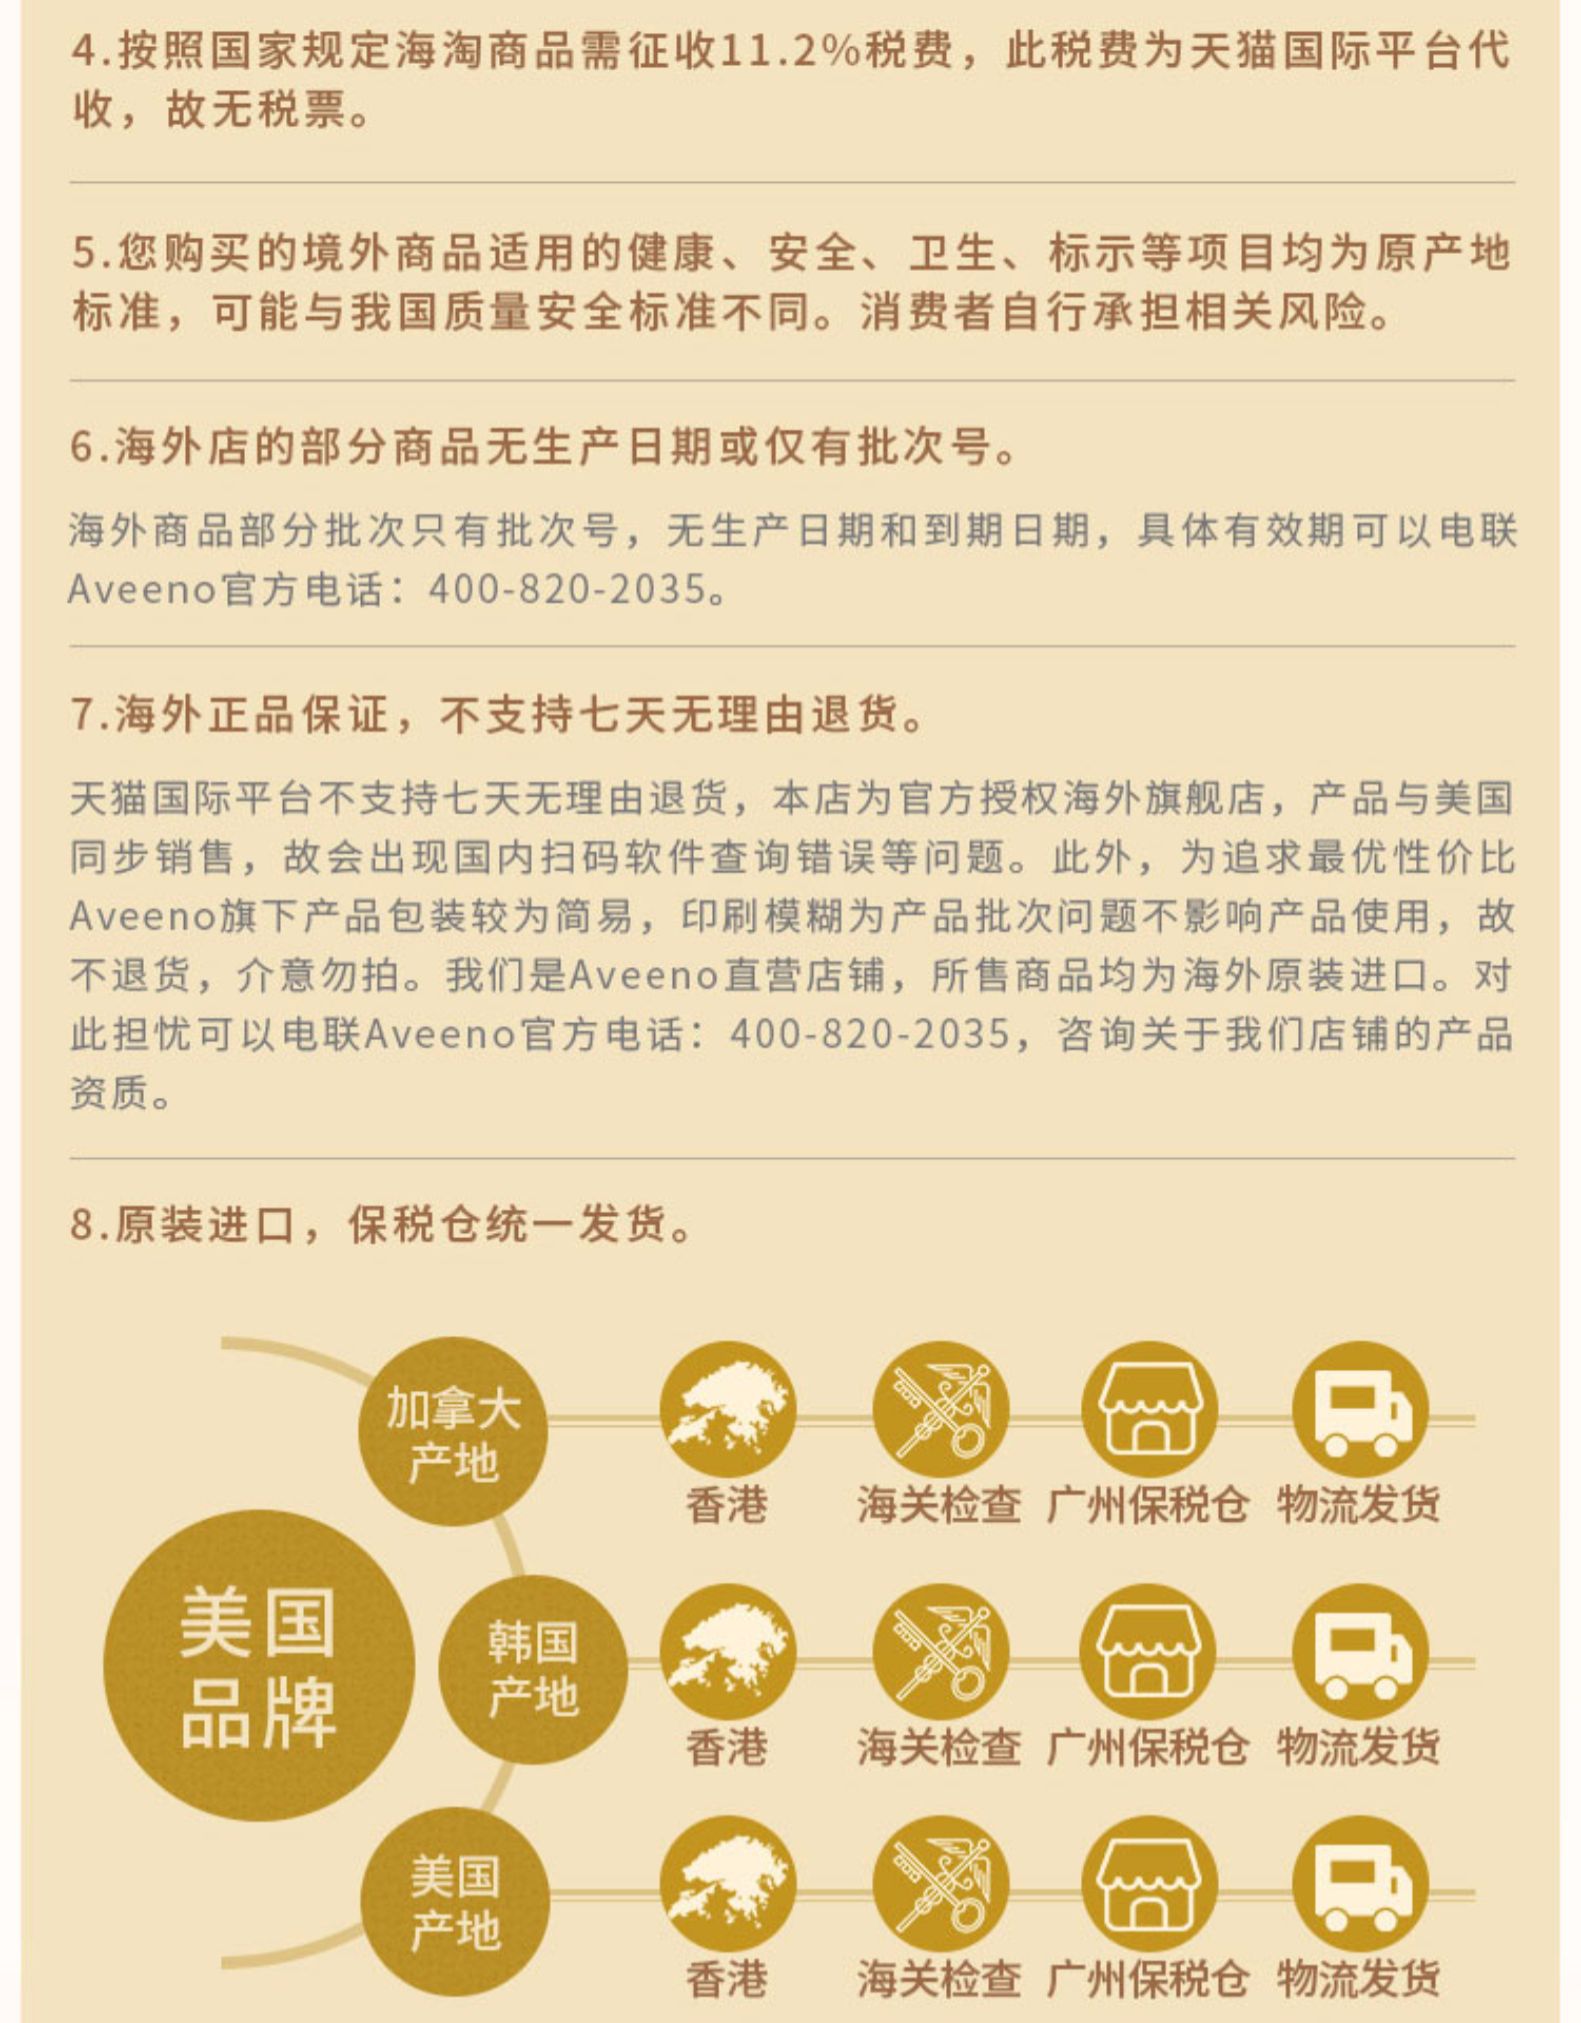 4.按照国家规定海淘商品需征收11.2%税费，此税费为天猫国际平台代
收，故无税票。
5.您购买的境外商品适用的健康、安全、卫生、标示等项目均为原产地
标准，可能与我国质量安全标准不同。消费者自行承担相关风险。
6.海外店的部分商品无生产日期或仅有批次号。
海外商品部分批次只有批次号，无生产日期和到期日期，具体有效期可以电联
Aveeno官方电话：400-820-2035。
7.海外正品保证，不支持七天无理由退货。
天猫国际平台不支持七天无理由退货，本店为官方授权海外旗舰店，产品与美国
同步销售，故会出现国内扫码软件查询错误等问题。此外，为追求最优性价比
Aveeno旗下产品包装较为简易，印刷模糊为产品批次问题不影响产品使用，故
不退货，介意勿拍。我们是Aveeno直营店铺，所售商品均为海外原装进口。对
此担忧可以电联Aveeno官方电话：400-820-2035，咨询关于我们店铺的产品
资质。
8.原装进口，保税仓统一发货。
加拿大
产地
香港 海关检查 广州保税仓 物流发货
美国
品牌
韩国
产地
香港 海关检查 广州保税仓 物流发货
美国
产地
香港 海关检查 广州保税仓 物流发货